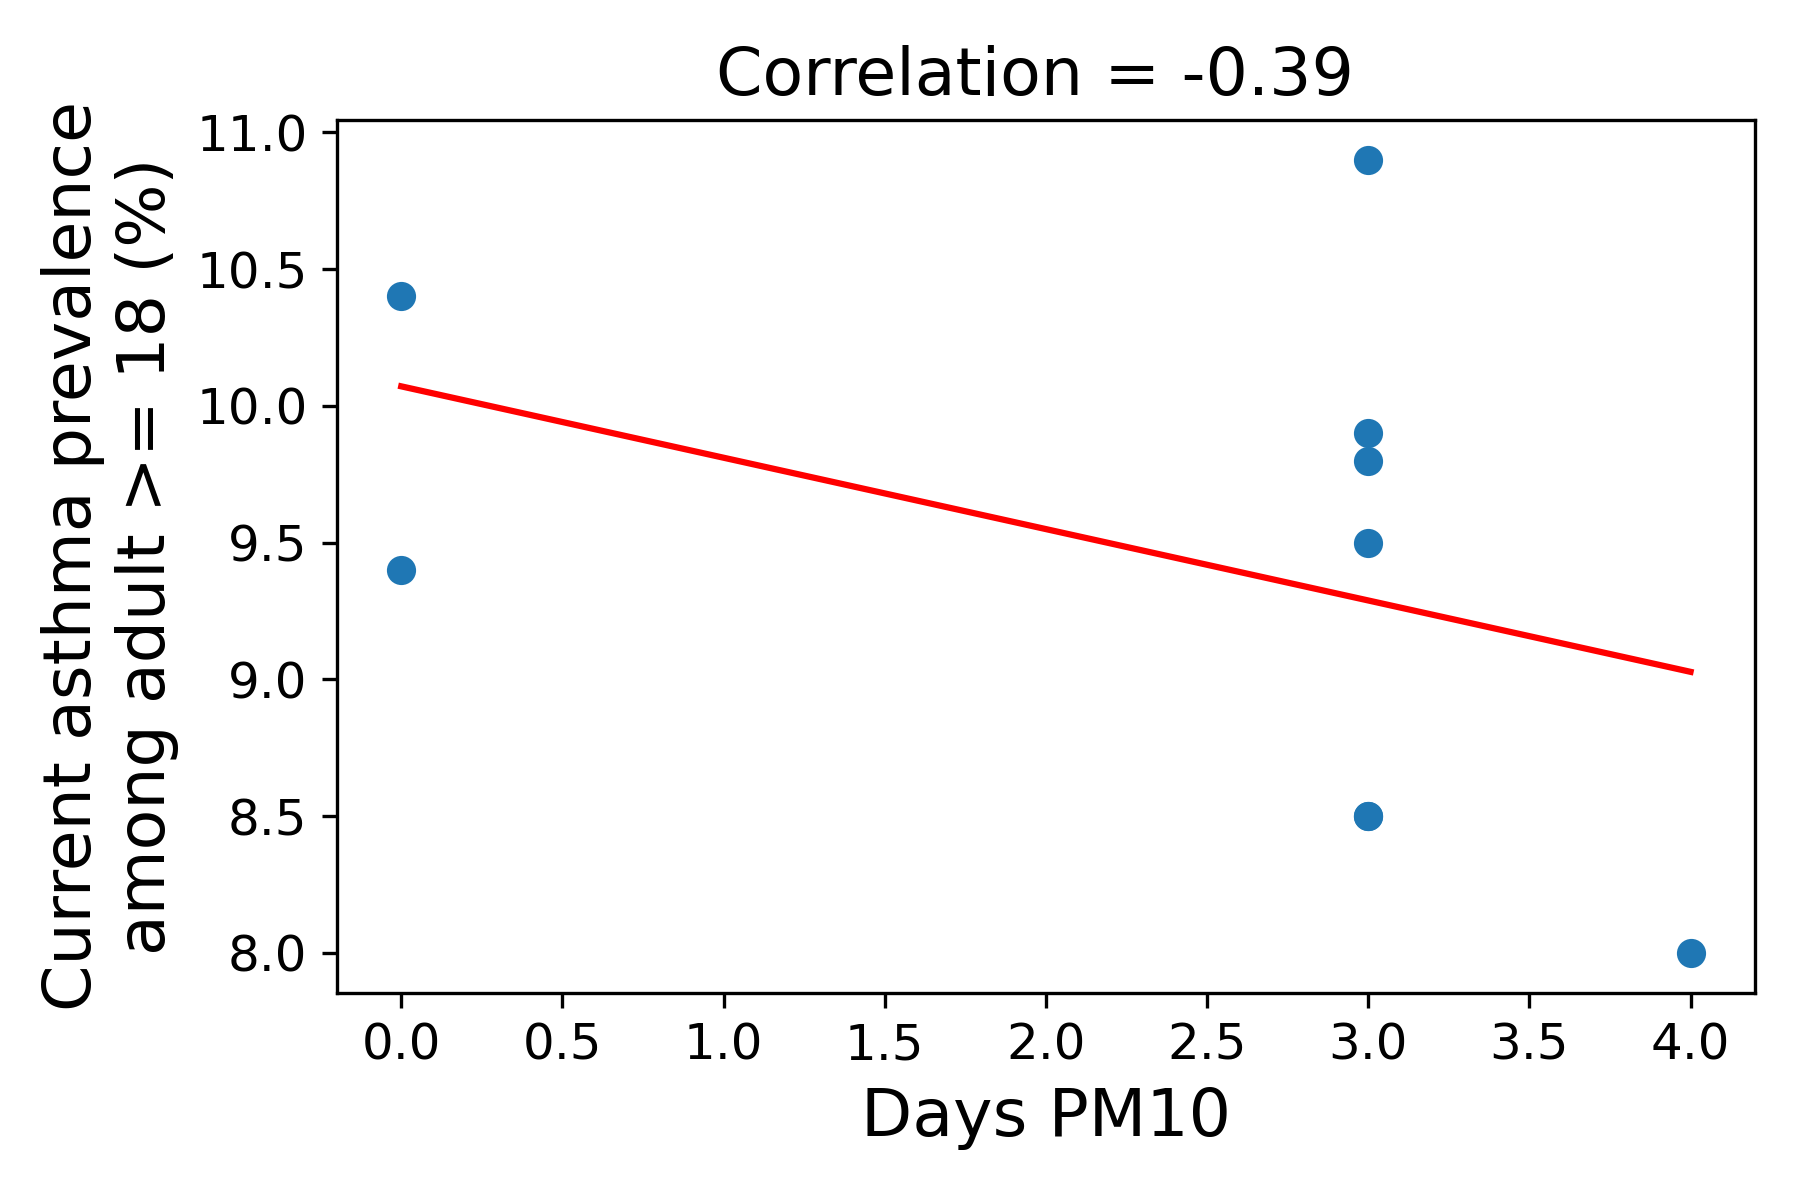 Correlation = -0.39
Current asthma prevalence
among adult >= 18 (%)
11.0
10.5
10.0
9.5
9.0
8.5
8.0
0.0 0.5 1.0 1.5 2.0 2.5 3.0 3.5 4.0
Days PM10